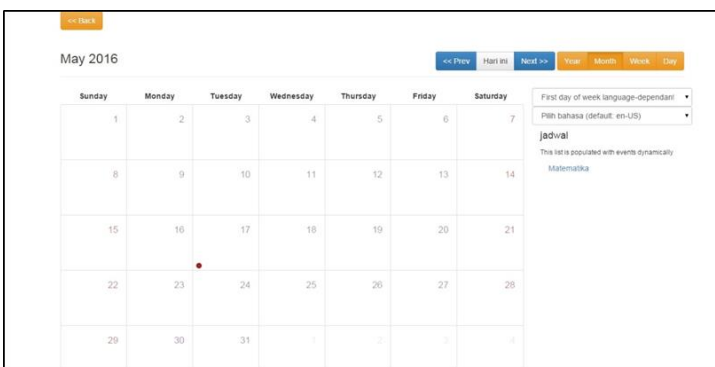 << Back
May 2016
<< Prev Hari ini Next >> Year Month Week Day
Sunday Monday Tuesday Wednesday Thursday Friday Saturday
1 2 3 4 5 6 7
8 9 10 11 12 13 14
15 16 17 18 19 20 21
22 23 24 25 26 27 28
29 30 31 1 2 3 4
First day of week language-dependant
Pilih bahasa (default: en-US)
jadwal
This list is populated with events dynamically
Matematika